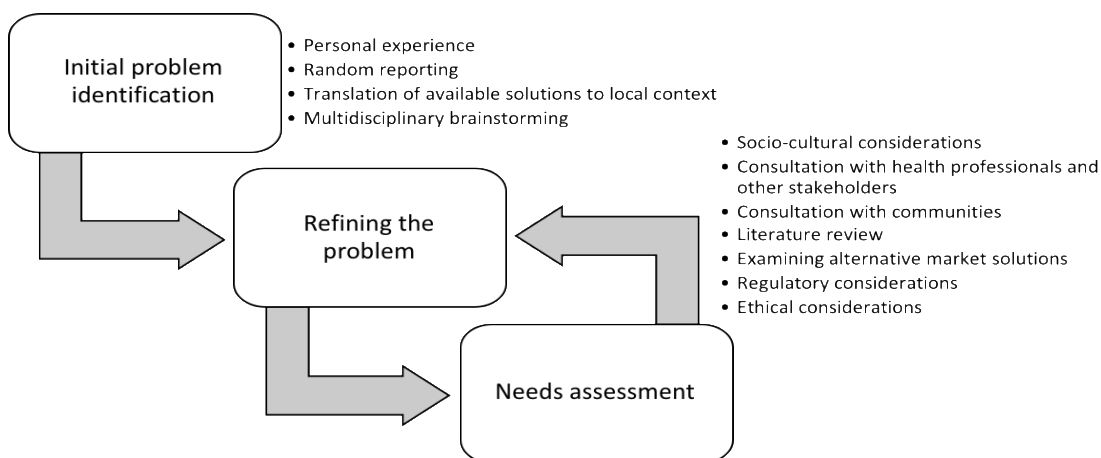 Initial problem
identification
• Personal experience
• Random reporting
• Translation of available solutions to local context
• Multidisciplinary brainstorming
Refining the
problem
• Socio-cultural considerations
• Consultation with health professionals and
other stakeholders
• Consultation with communities
• Literature review
• Examining alternative market solutions
• Regulatory considerations
• Ethical considerations
Needs assessment